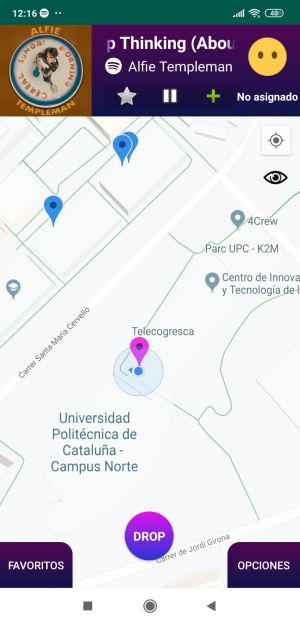 12:16
40
ALFIE
SUNDAY MORNING
CEREAL
TEMPLEMAN
p Thinking (Abou
Alfie Templeman
No asignado
4Crew
Parc UPC - K2M
Centro de Innova
y Tecnología de l
Telecogresca
Carrer Santa Maria Cervelló
Universidad
Politécnica de
Cataluña -
Campus Norte
DROP
Carrer de Jordi Girona
FAVORITOS
OPCIONES